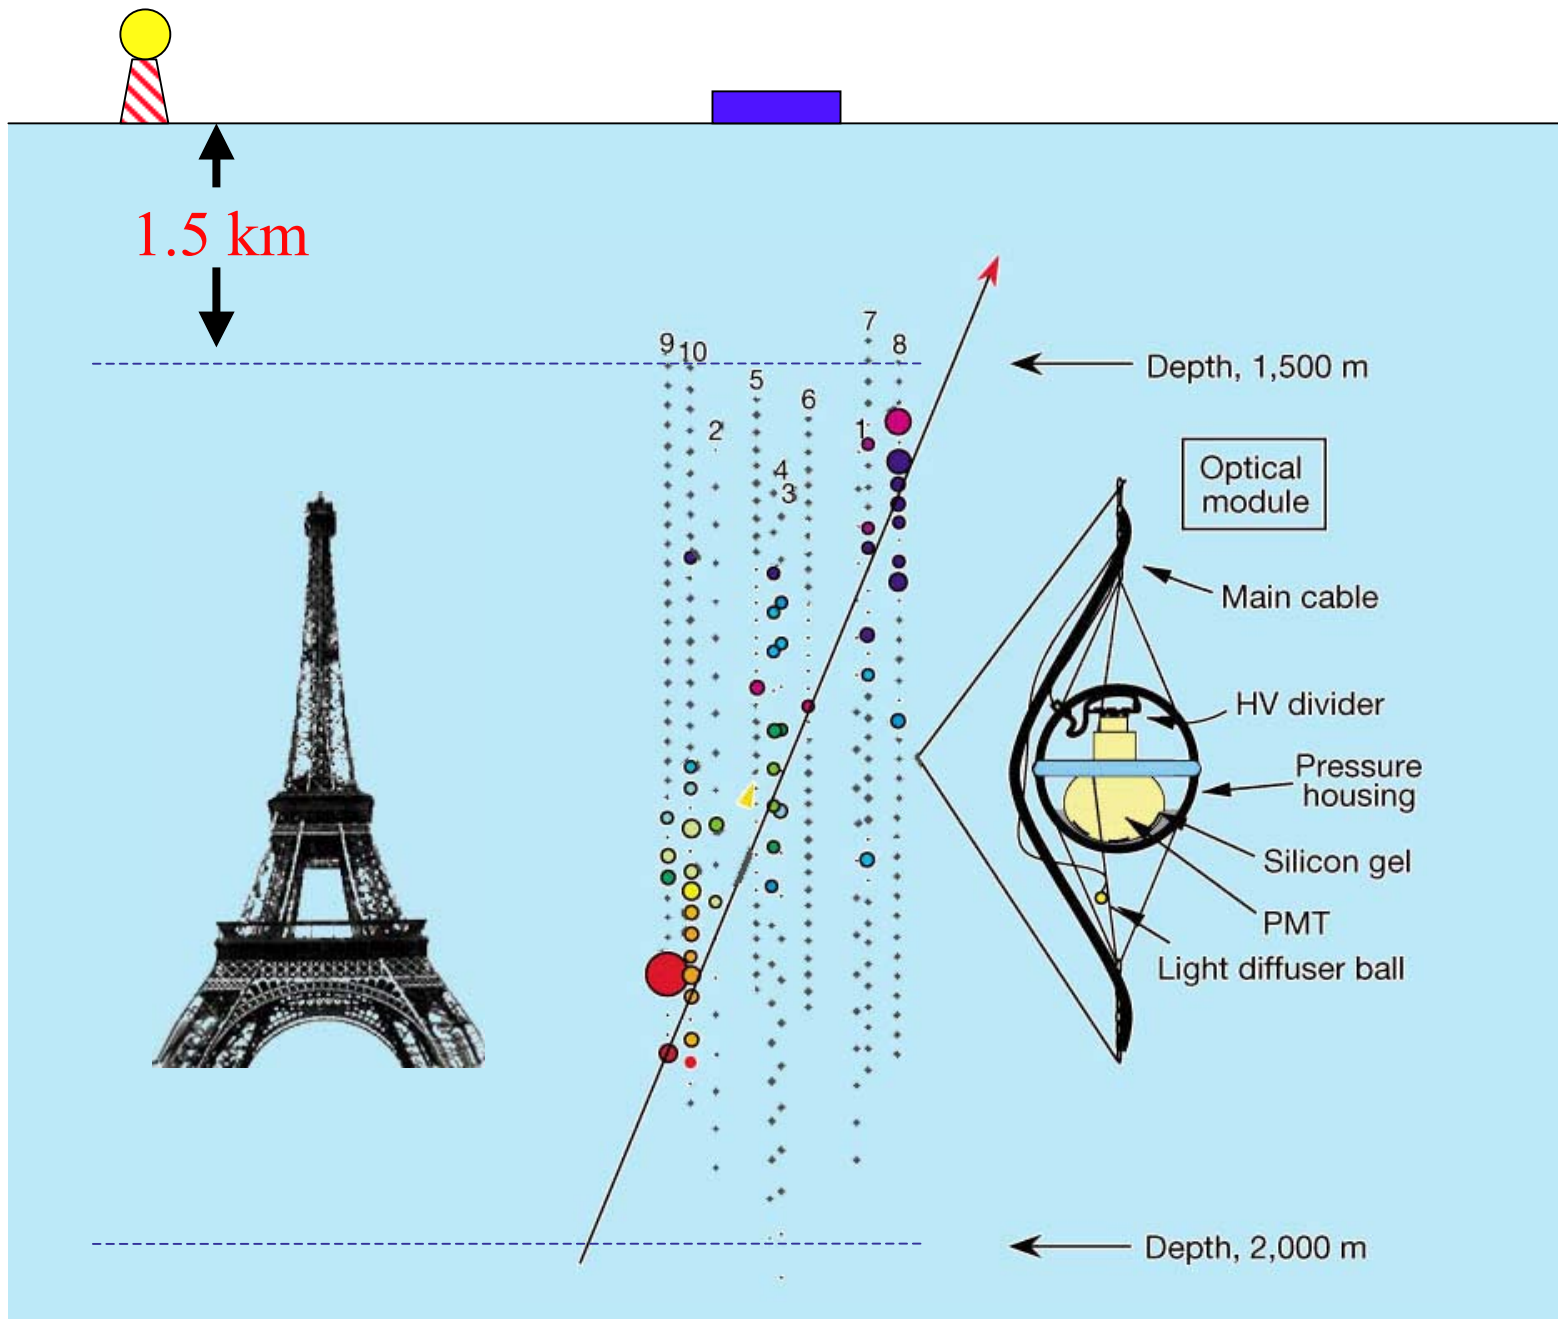 1.5 km
7
9
10
8
Depth, 1,500 m
5
6
2
1
4
3
Optical
module
Main cable
HV divider
Pressure
housing
Silicon gel
PMT
Light diffuser ball
Depth, 2,000 m